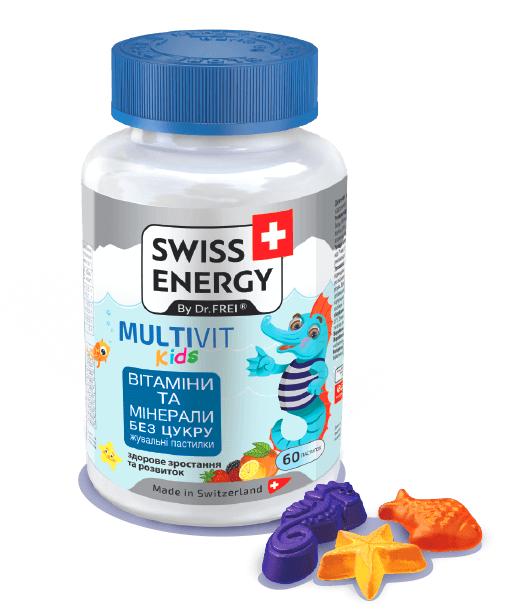 SWISS
ENERGY
By Dr.FREI®
MULTIVIT
Kids
ВІТАМІНИ
ТА
МІНЕРАЛИ
БЕЗ ЦУКРУ
жувальні пастилки
здорове зростання
та розвиток
60 пастилок
Made in Switzerland